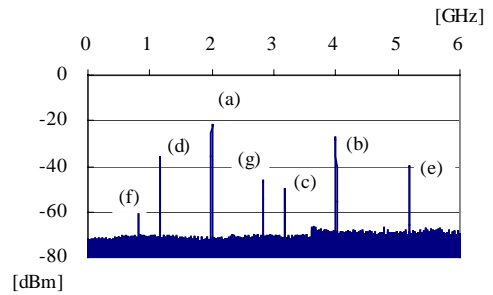 [GHz]
0 1 2 3 4 5 6
0
(a)
-20
(d)
(b)
(g)
-40
(e)
(c)
(f)
-60
-80
[dBm]